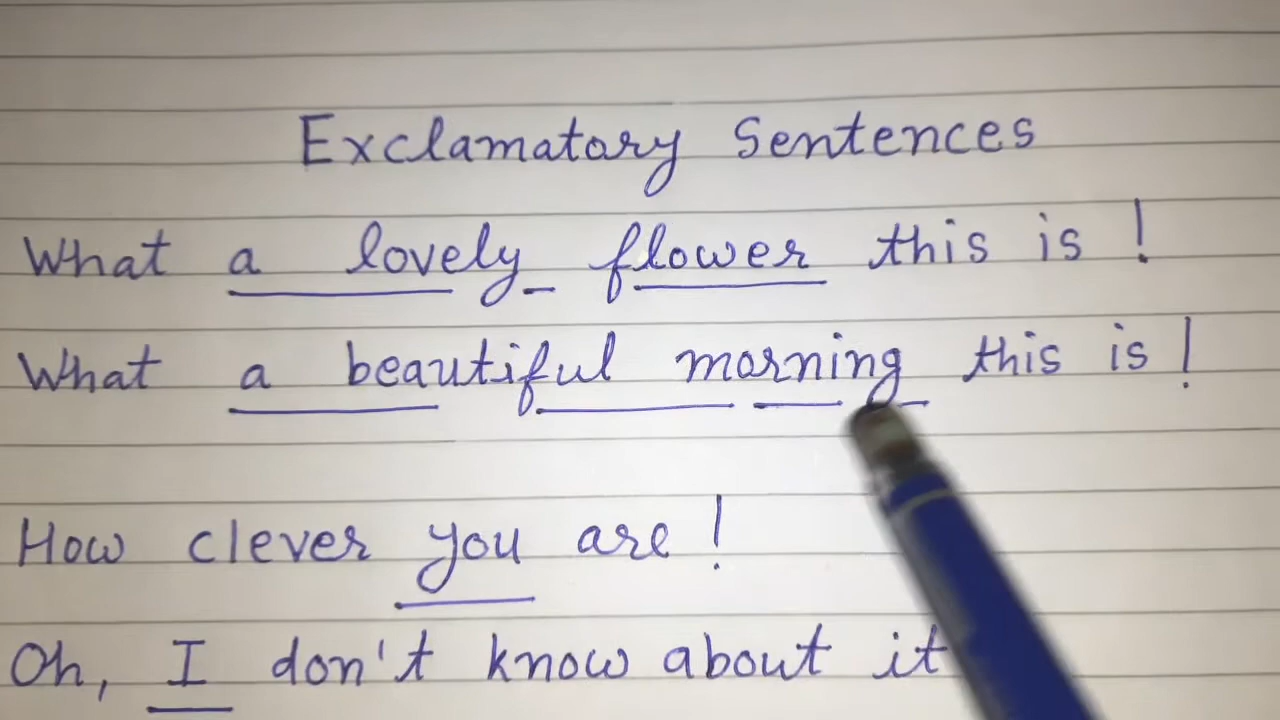 Exclamatory Sentences
What a lovely flower this is !
What a beautiful morning this is !
How clever you are !
Oh, I don't know about it